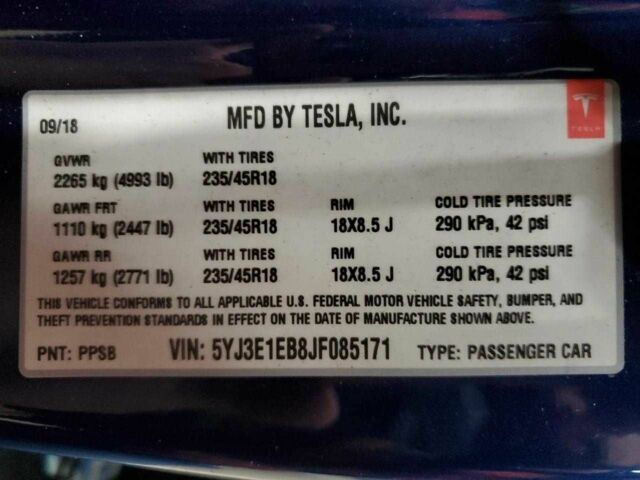 09/18 MFD BY TESLA, INC.
TESLA
GVWR WITH TIRES
2265 kg (4993 lb) 235/45R18
GAWR FRT WITH TIRES RIM COLD TIRE PRESSURE
1110 kg (2447 lb) 235/45R18 18X8.5 J 290 kPa, 42 psi
GAWR RR WITH TIRES RIM COLD TIRE PRESSURE
1257 kg (2771 lb) 235/45R18 18X8.5 J 290 kPa, 42 psi
THIS VEHICLE CONFORMS TO ALL APPLICABLE U.S. FEDERAL MOTOR VEHICLE SAFETY, BUMPER, AND
THEFT PREVENTION STANDARDS IN EFFECT ON THE DATE OF MANUFACTURE SHOWN ABOVE.
PNT: PPSB VIN: 5YJ3E1EB8JF085171 TYPE: PASSENGER CAR